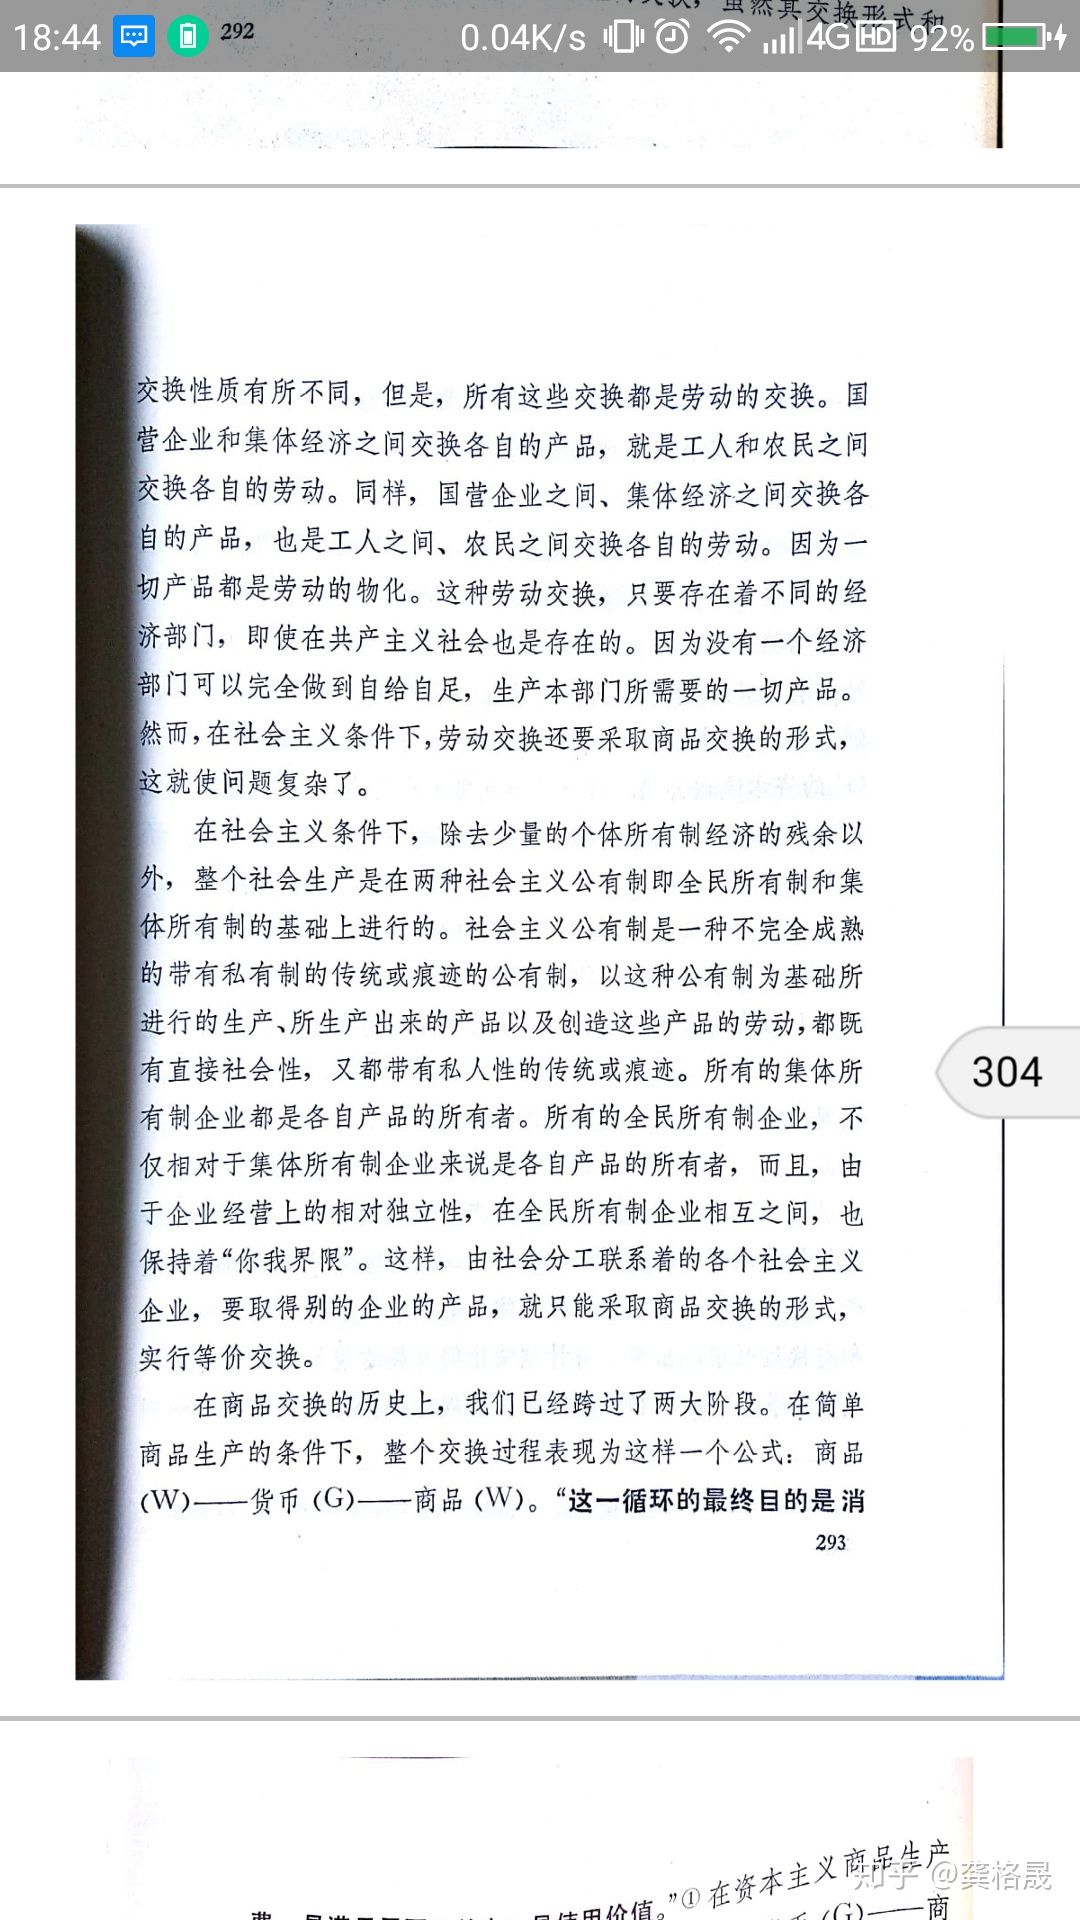 18:44 0.04K/s 4G HD 92%
292
虽然其交换形式和
交换性质有所不同，但是，所有这些交换都是劳动的交换。国
营企业和集体经济之间交换各自的产品，就是工人和农民之间
交换各自的劳动。同样，国营企业之间、集体经济之间交换各
自的产品，也是工人之间、农民之间交换各自的劳动。因为一
切产品都是劳动的物化。这种劳动交换，只要存在着不同的经
济部门，即使在共产主义社会也是存在的。因为没有一个经济
部门可以完全做到自给自足，生产本部门所需要的一切产品。
然而，在社会主义条件下，劳动交换还要采取商品交换的形式，
这就使问题复杂了。
在社会主义条件下，除去少量的个体所有制经济的残余以
外，整个社会生产是在两种社会主义公有制即全民所有制和集
体所有制的基础上进行的。社会主义公有制是一种不完全成熟
的带有私有制的传统或痕迹的公有制，以这种公有制为基础所
进行的生产、所生产出来的产品以及创造这些产品的劳动，都既
有直接社会性，又都带有私人性的传统或痕迹。所有的集体所
有制企业都是各自产品的所有者。所有的全民所有制企业，不
仅相对于集体所有制企业来说是各自产品的所有者，而且，由
于企业经营上的相对独立性，在全民所有制企业相互之间，也
保持着“你我界限”。这样，由社会分工联系着的各个社会主义
企业，要取得别的企业的产品，就只能采取商品交换的形式，
实行等价交换。
在商品交换的历史上，我们已经跨过了两大阶段。在简单
商品生产的条件下，整个交换过程表现为这样一个公式：商品
(W)——货币(G)——商品(W)。“这一循环的最终目的是消
293
304
使用价值。”①在资本主义商品生产
(G)——商
知乎 @龚格晟